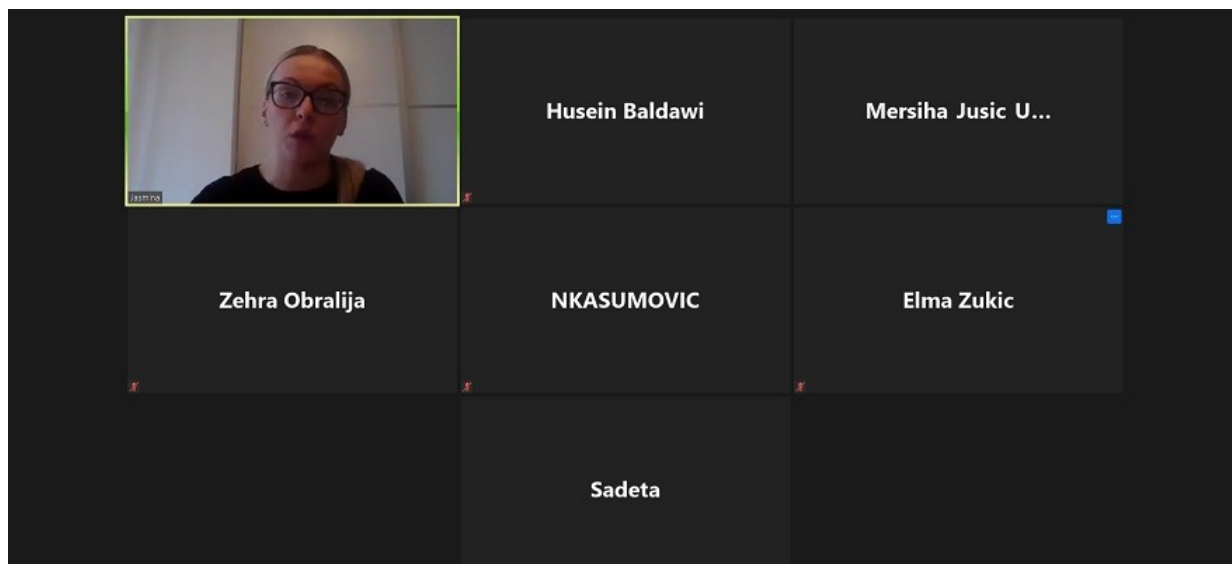 Jasmina
Husein Baldawi
Mersiha Jusic U...
Zehra Obralija
NKASUMOVIC
Elma Zukic
Sadeta